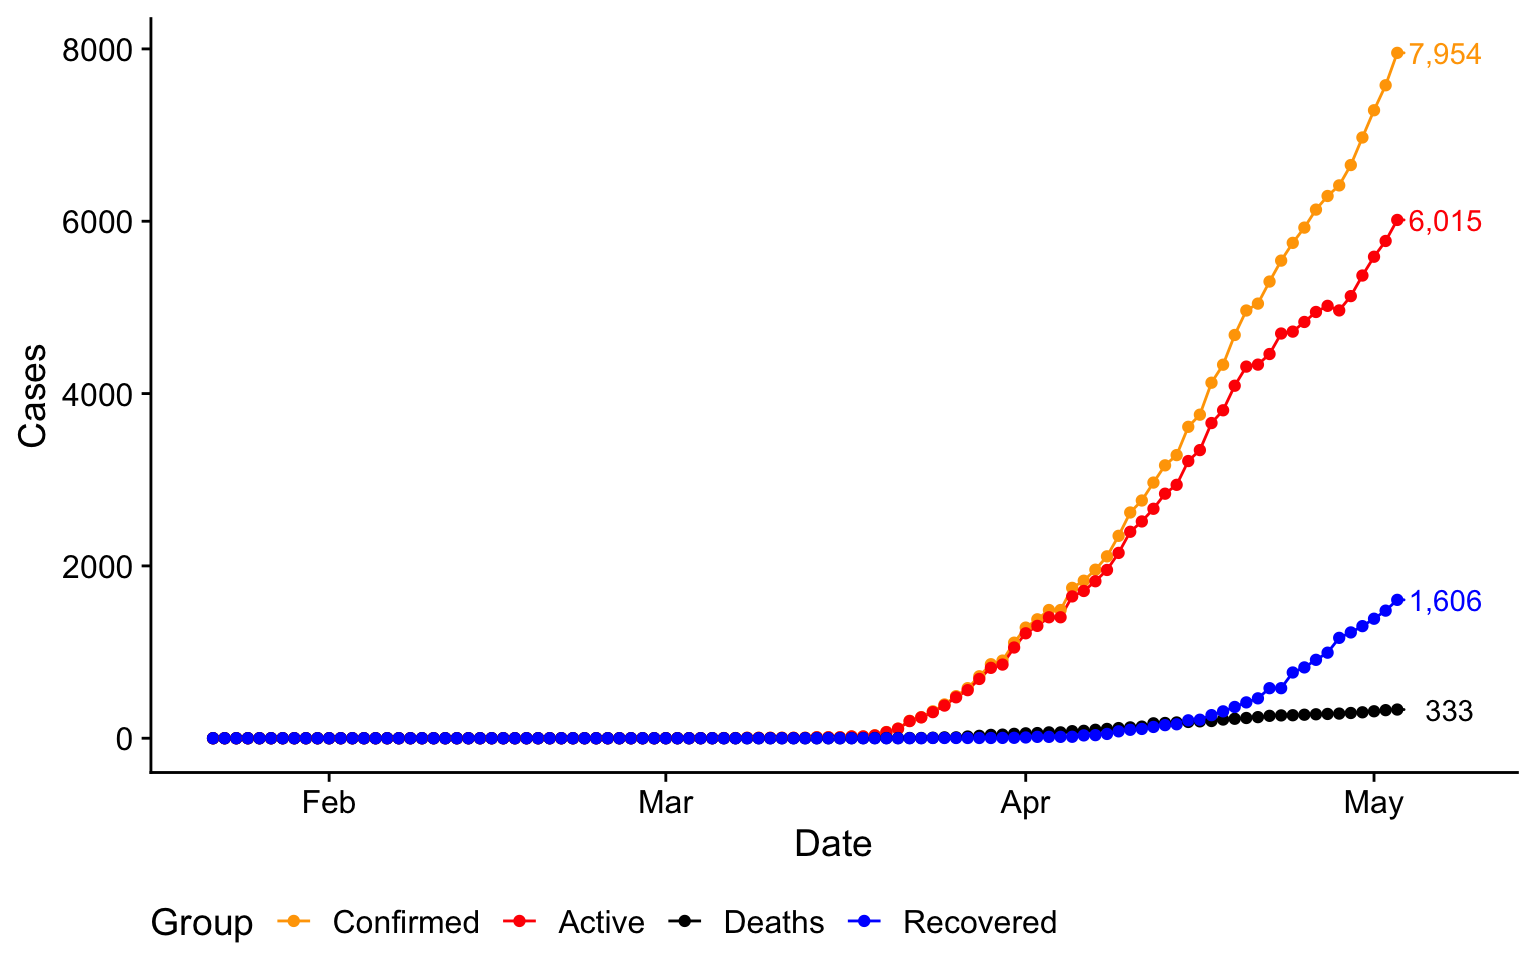 8000
7,954
6000
6,015
Cases
4000
2000
1,606
333
0
Feb Mar Apr May
Date
Group Confirmed Active Deaths Recovered